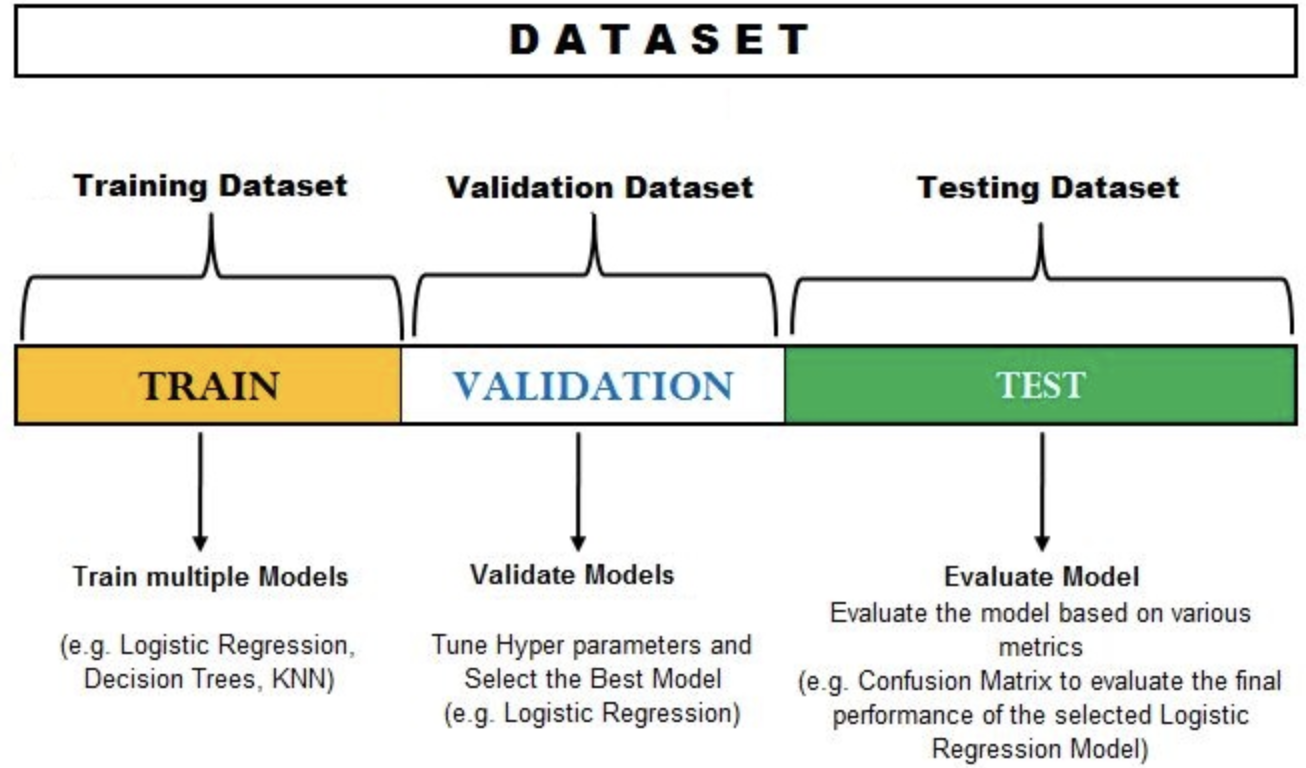 DATASET
Training Dataset
Validation Dataset
Testing Dataset
TRAIN
VALIDATION
TEST
Train multiple Models
(e.g. Logistic Regression,
Decision Trees, KNN)
Validate Models
Tune Hyper parameters and
Select the Best Model
(e.g. Logistic Regression)
Evaluate Model
Evaluate the model based on various
metrics
(e.g. Confusion Matrix to evaluate the final
performance of the selected Logistic
Regression Model)